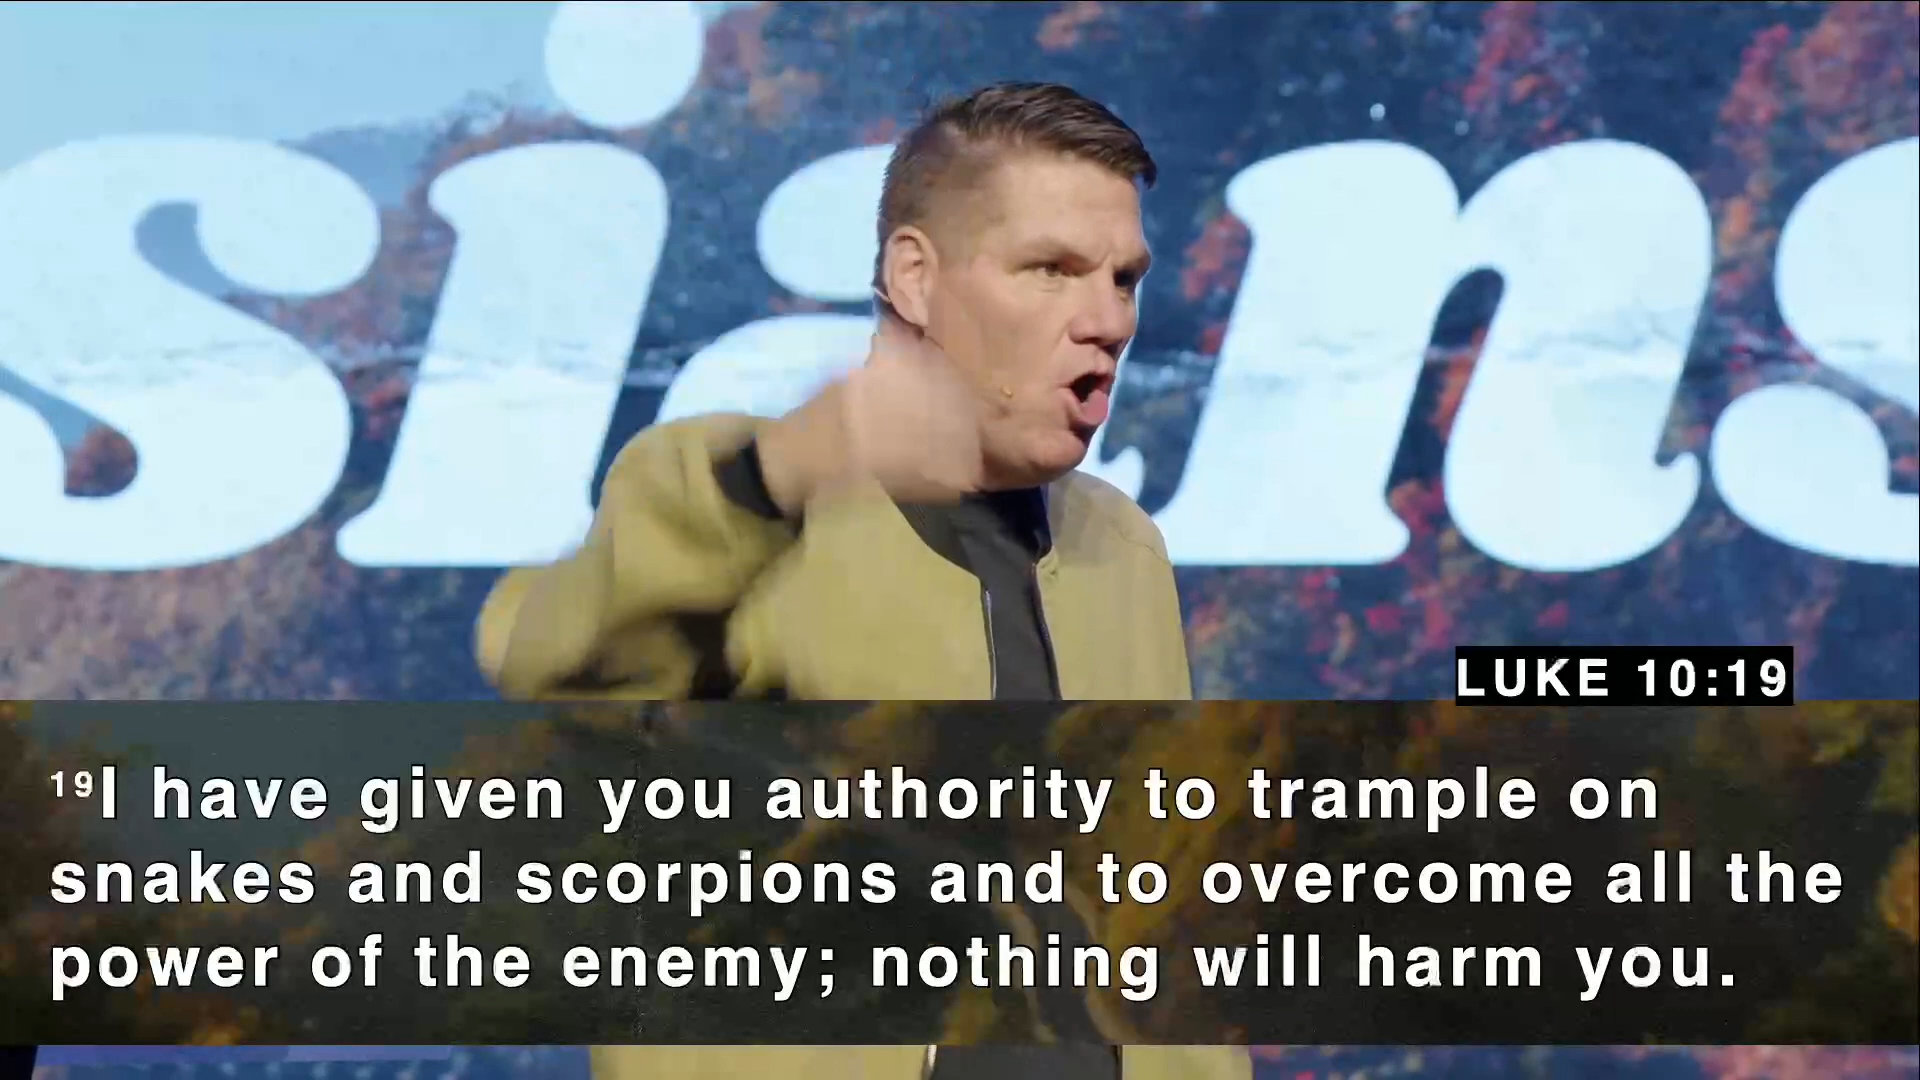 sians
LUKE 10:19
19I have given you authority to trample on
snakes and scorpions and to overcome all the
power of the enemy; nothing will harm you.